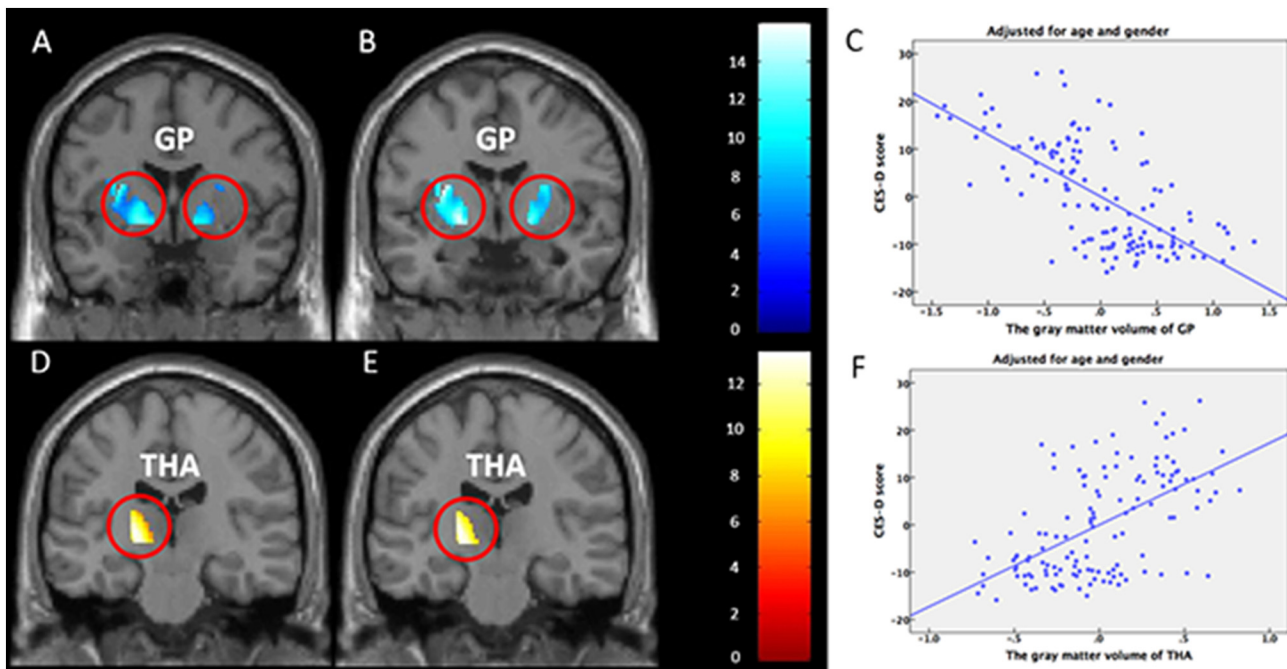 A
B
GP
GP
14
12
10
8
6
4
2
0
C
Adjusted for age and gender
CES-D score
30
20
10
0
-10
-20
-1.5
-1.0
-.5
.0
.5
1.0
1.5
The gray matter volume of GP
D
E
THA
THA
12
10
8
6
4
2
0
F
Adjusted for age and gender
CES-D score
30
20
10
0
-10
-20
-1.0
-.5
.0
.5
1.0
The gray matter volume of THA